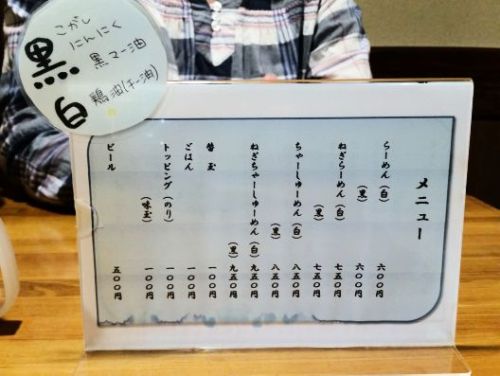 こがし
にんにく
黒 黒マー油
白 鶏油(チー油)
メニュー
らーめん(白) 六〇〇円
(黒) 六〇〇円
ねぎらーめん(白) 七五〇円
(黒) 七五〇円
ちゃーしゅーめん(白) 八五〇円
(黒) 八五〇円
ねぎちゃーしゅーめん(白) 九五〇円
(黒) 九五〇円
替玉 一〇〇円
ごはん 一〇〇円
トッピング(のり) 一〇〇円
(味玉) 一〇〇円
ビール 五〇〇円